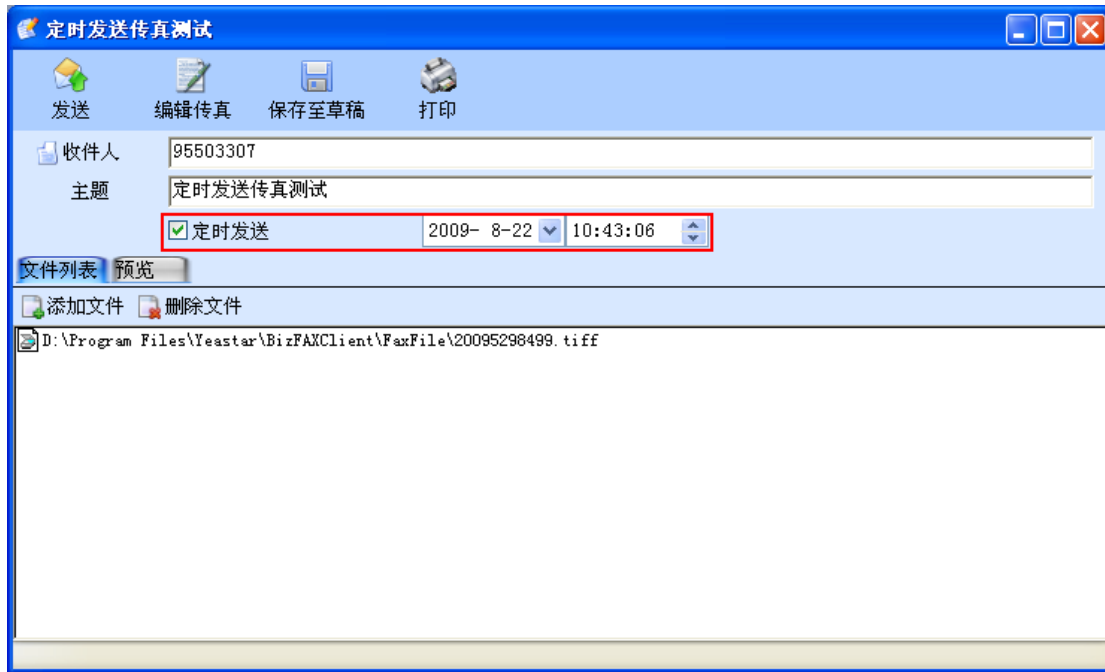 定时发送传真测试
发送 编辑传真 保存至草稿 打印
收件人 95503307
主题 定时发送传真测试
定时发送 2009- 8-22 10:43:06
文件列表 预览
添加文件 删除文件
D:\Program Files\Yeastar\BizFAXClient\FaxFile\20095298499.tiff